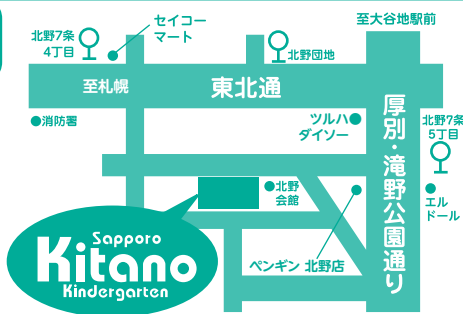 至大谷地駅前
セイコー
マート
北野7条
4丁目
北野団地
至札幌
東北通
消防署
ツルハ
ダイソー
厚別・滝野公園通り
北野7条
5丁目
北野
会館
エル
ドール
Sapporo
Kitano
Kindergarten
ペンギン 北野店